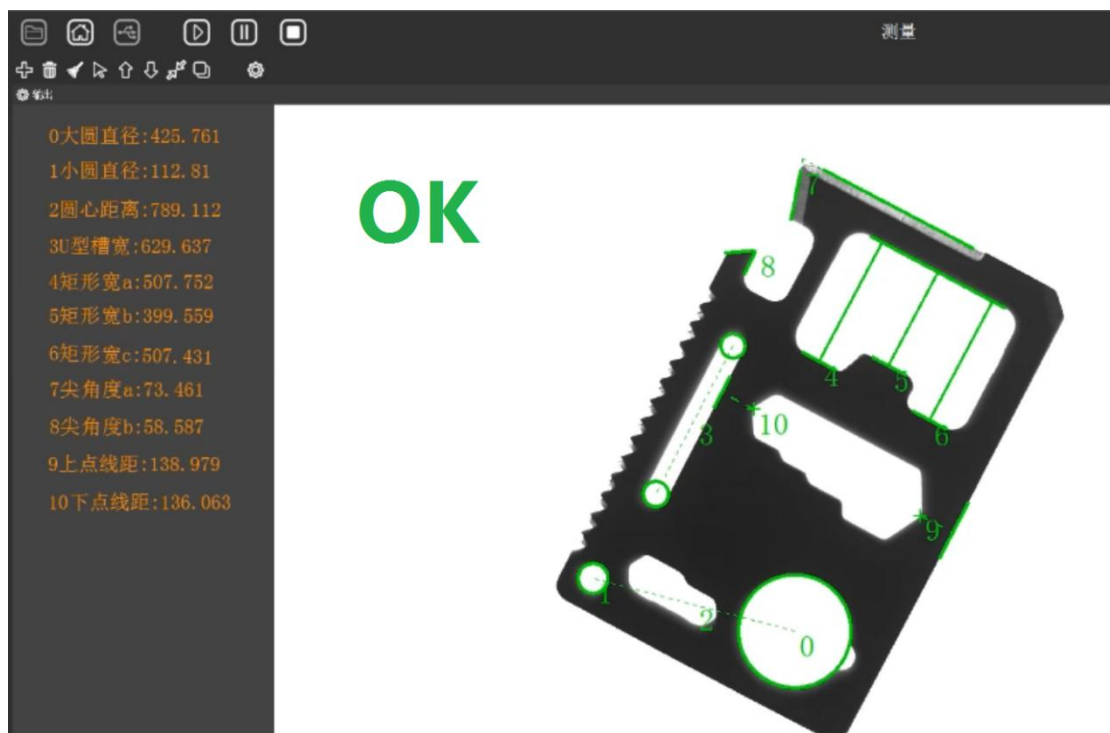 测量
输出
0大圆直径:425.761
1小圆直径:112.81
2圆心距离:789.112
3U型槽宽:629.637
4矩形宽a:507.752
5矩形宽b:399.559
6矩形宽c:507.431
7尖角度a:73.461
8尖角度b:58.587
9上点线距:138.979
10下点线距:136.063
OK
7
8
4
5
6
3
10
9
1
2
0